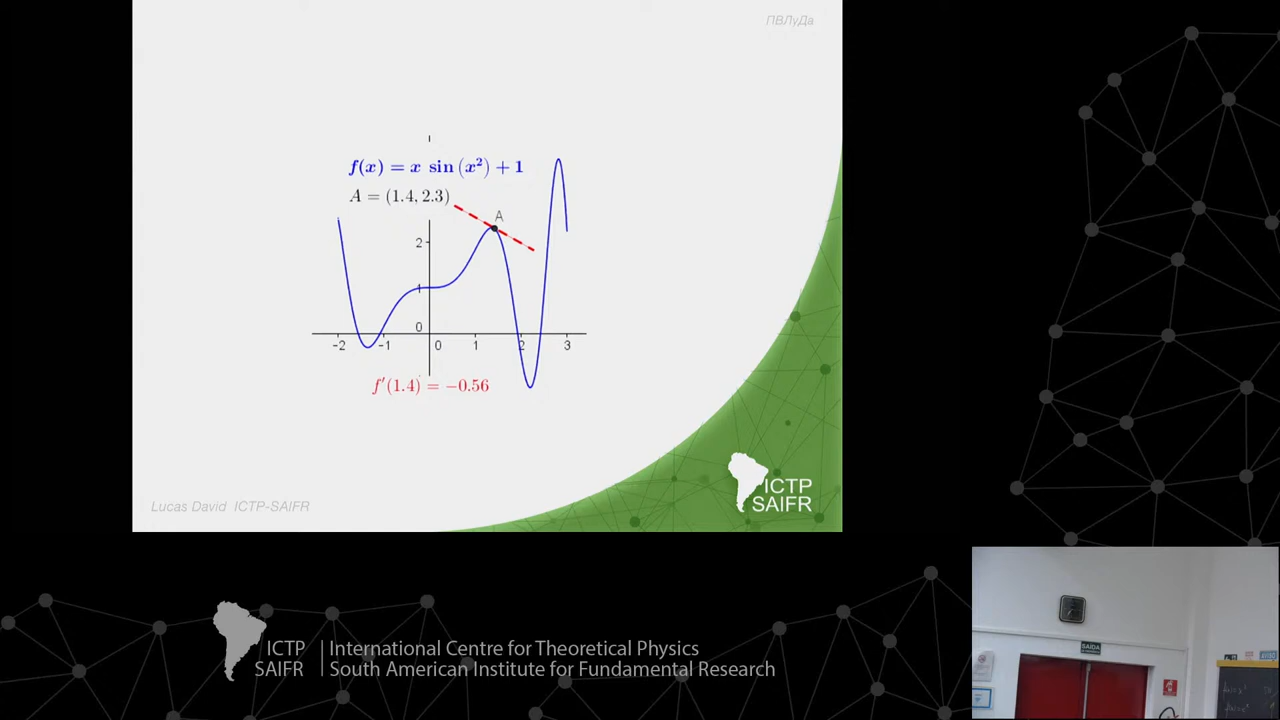 ПВЛуДа
f(x) = x sin (x²) + 1
A = (1.4, 2.3)
A
2
1
0
−2 −1 0 1 2 3
f′(1.4) = −0.56
Lucas David ICTP-SAIFR
ICTP
SAIFR
ICTP
SAIFR
International Centre for Theoretical Physics
South American Institute for Fundamental Research
SAÍDA